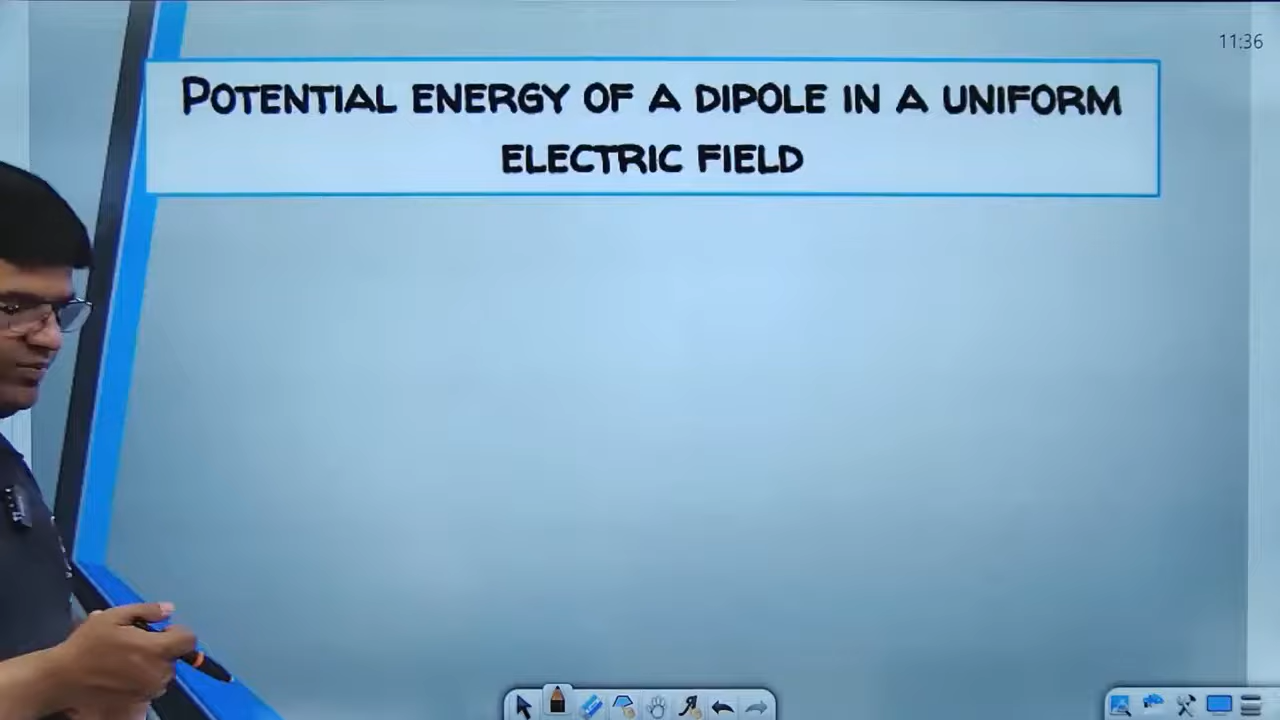 11:36
POTENTIAL ENERGY OF A DIPOLE IN A UNIFORM
ELECTRIC FIELD